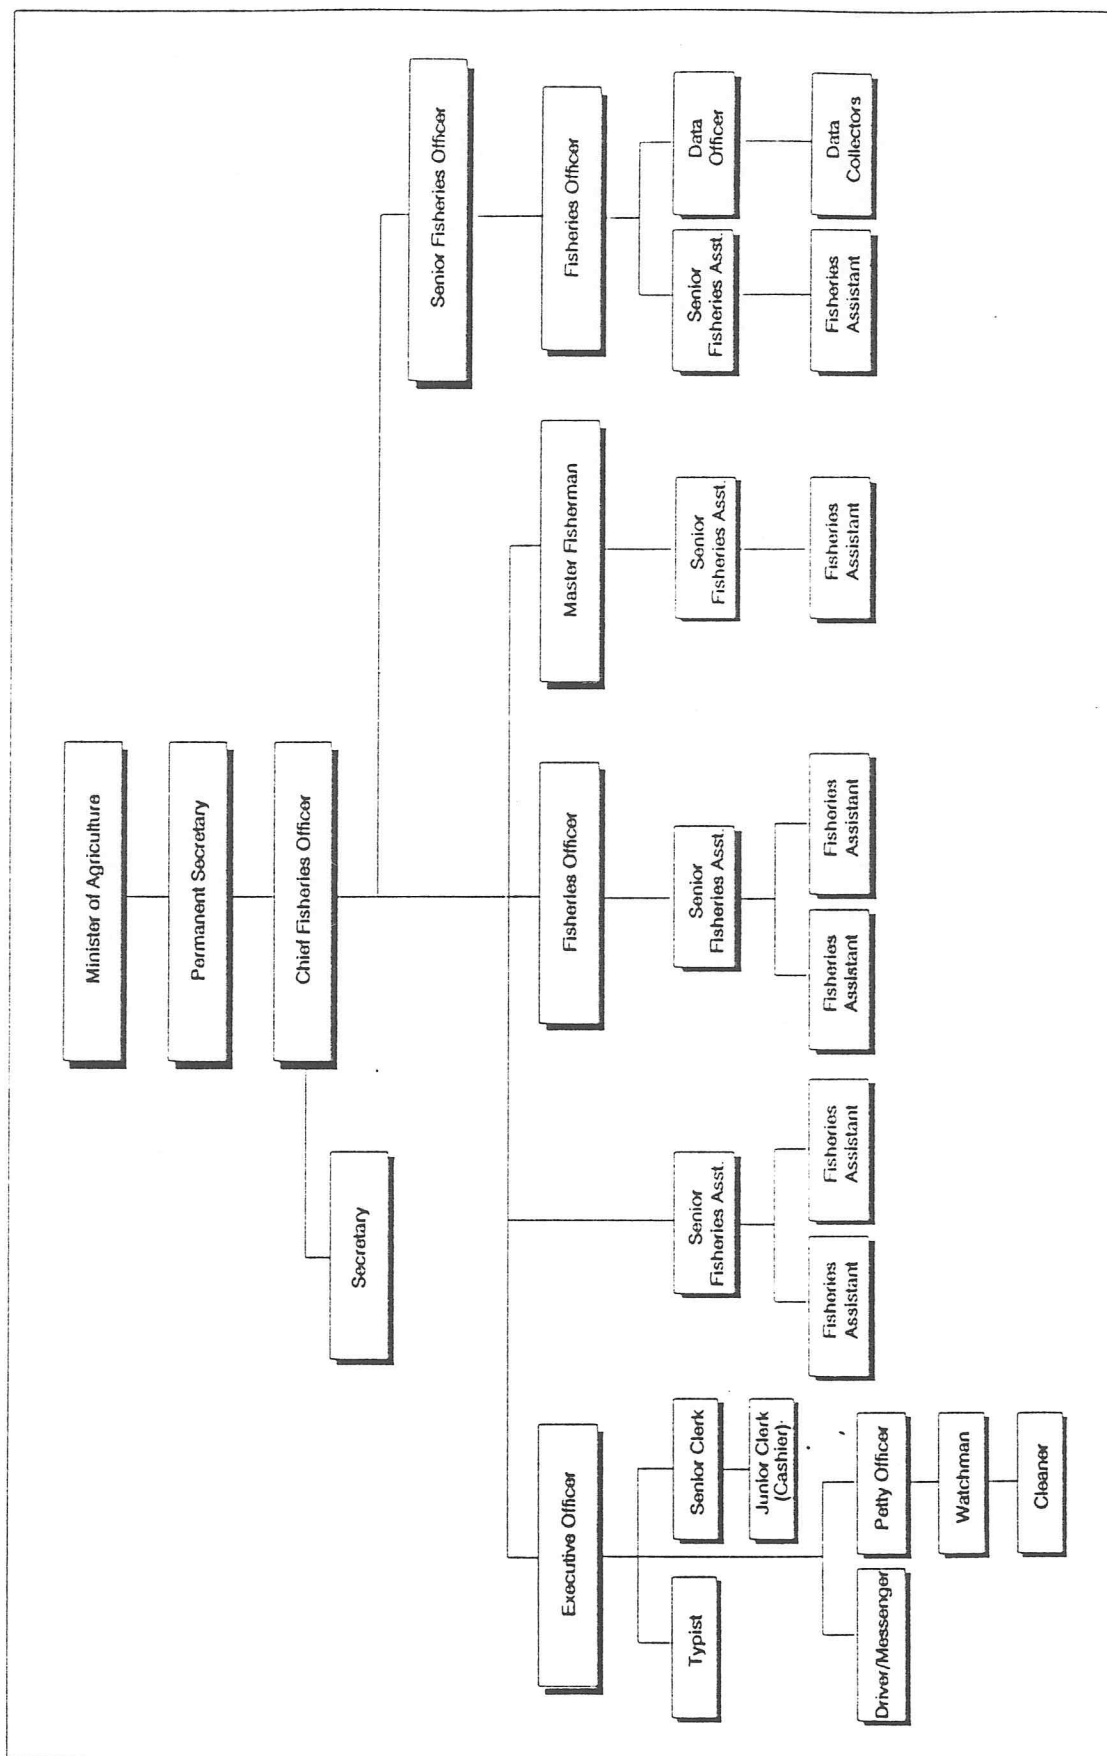 Minister of Agriculture
Permanent Secretary
Chief Fisheries Officer
Secretary
Senior Fisheries Officer
Executive Officer
Fisheries Officer
Master Fisherman
Fisheries Officer
Typist
Senior Clerk
Senior
Fisheries Asst.
Senior
Fisheries Asst.
Senior
Fisheries Asst.
Senior
Fisheries Asst.
Data
Officer
Junior Clerk
(Cashier)
Driver/Messenger
Petty Officer
Fisheries
Assistant
Fisheries
Assistant
Fisheries
Assistant
Fisheries
Assistant
Fisheries
Assistant
Fisheries
Assistant
Data
Collectors
Watchman
Cleaner